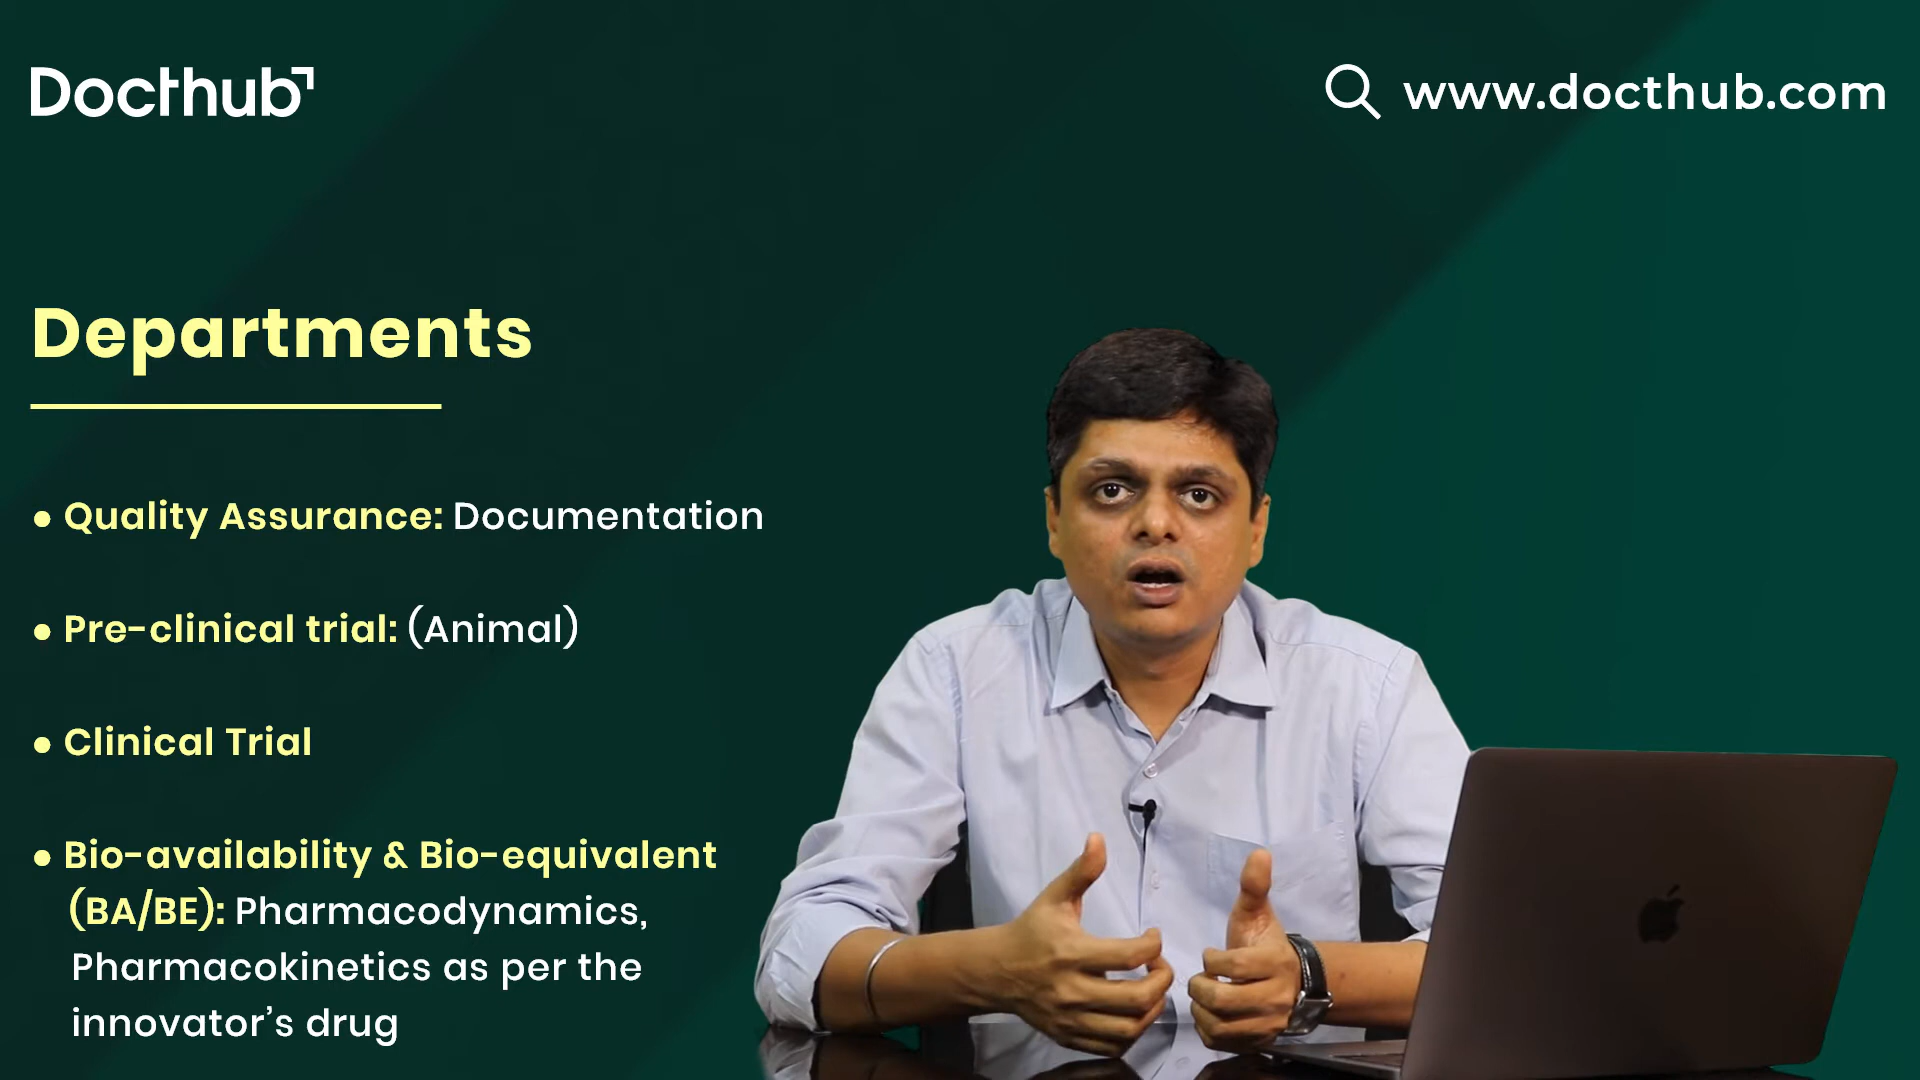 Docthub
www.docthub.com
Departments
• Quality Assurance: Documentation
• Pre-clinical trial: (Animal)
• Clinical Trial
• Bio-availability & Bio-equivalent
(BA/BE): Pharmacodynamics,
Pharmacokinetics as per the
innovator’s drug